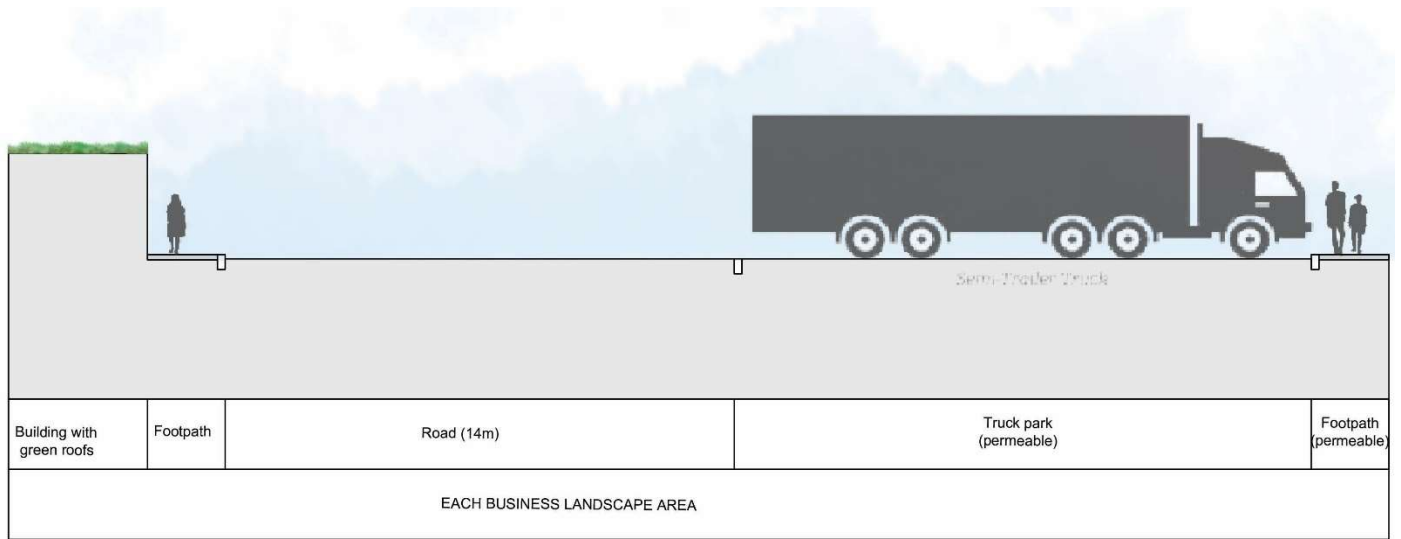 Semi-Trailer Truck
Building with
green roofs
Footpath
Road (14m)
Truck park
(permeable)
Footpath
(permeable)
EACH BUSINESS LANDSCAPE AREA